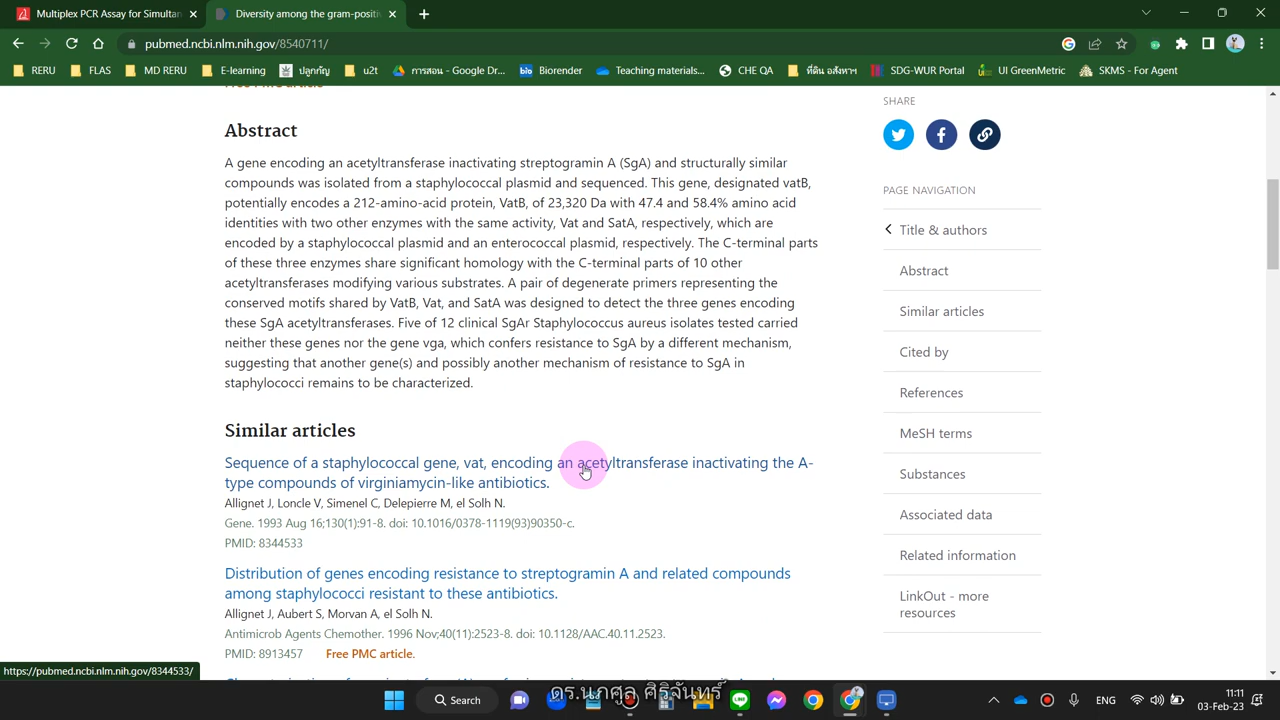 Multiplex PCR Assay for Simultan
Diversity among the gram-positiv
pubmed.ncbi.nlm.nih.gov/8540711/
RERU
FLAS
MD RERU
E-learning
ปลูกกัญ
u2t
การสอน - Google Dr...
Biorender
Teaching materials...
CHE QA
ที่ดิน อสังหาฯ
SDG-WUR Portal
UI GreenMetric
SKMS - For Agent
Abstract
A gene encoding an acetyltransferase inactivating streptogramin A (SgA) and structurally similar
compounds was isolated from a staphylococcal plasmid and sequenced. This gene, designated vatB,
potentially encodes a 212-amino-acid protein, VatB, of 23,320 Da with 47.4 and 58.4% amino acid
identities with two other enzymes with the same activity, Vat and SatA, respectively, which are
encoded by a staphylococcal plasmid and an enterococcal plasmid, respectively. The C-terminal parts
of these three enzymes share significant homology with the C-terminal parts of 10 other
acetyltransferases modifying various substrates. A pair of degenerate primers representing the
conserved motifs shared by VatB, Vat, and SatA was designed to detect the three genes encoding
these SgA acetyltransferases. Five of 12 clinical SgAr Staphylococcus aureus isolates tested carried
neither these genes nor the gene vga, which confers resistance to SgA by a different mechanism,
suggesting that another gene(s) and possibly another mechanism of resistance to SgA in
staphylococci remains to be characterized.
Similar articles
Sequence of a staphylococcal gene, vat, encoding an acetyltransferase inactivating the A-
type compounds of virginiamycin-like antibiotics.
Allignet J, Loncle V, Simenel C, Delepierre M, el Solh N.
Gene. 1993 Aug 16;130(1):91-8. doi: 10.1016/0378-1119(93)90350-c.
PMID: 8344533
Distribution of genes encoding resistance to streptogramin A and related compounds
among staphylococci resistant to these antibiotics.
Allignet J, Aubert S, Morvan A, el Solh N.
Antimicrob Agents Chemother. 1996 Nov;40(11):2523-8. doi: 10.1128/AAC.40.11.2523.
PMID: 8913457 Free PMC article.
SHARE
PAGE NAVIGATION
Title & authors
Abstract
Similar articles
Cited by
References
MeSH terms
Substances
Associated data
Related information
LinkOut - more
resources
https://pubmed.ncbi.nlm.nih.gov/8344533/
Search
ดร.นภศูล ศิริจันทร์
ENG
11:11
03-Feb-23